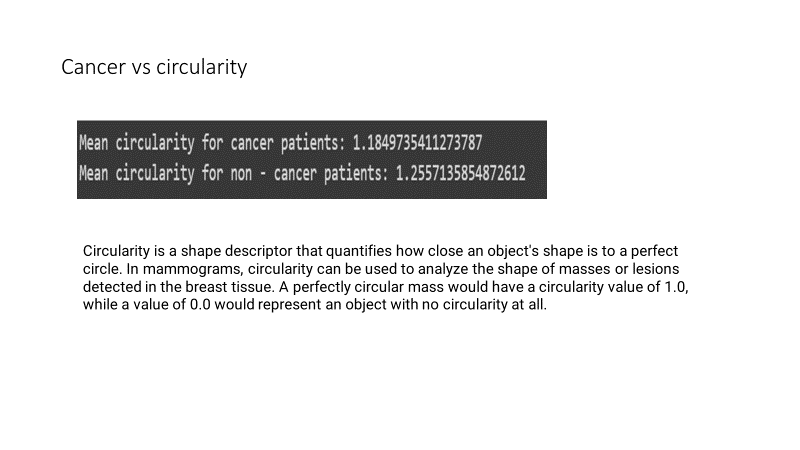 Cancer vs circularity
Mean circularity for cancer patients: 1.1849735411273787
Mean circularity for non - cancer patients: 1.2557135854872612
Circularity is a shape descriptor that quantifies how close an object's shape is to a perfect
circle. In mammograms, circularity can be used to analyze the shape of masses or lesions
detected in the breast tissue. A perfectly circular mass would have a circularity value of 1.0,
while a value of 0.0 would represent an object with no circularity at all.